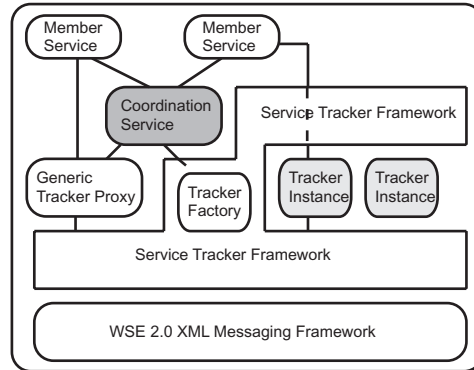 Member
Service
Member
Service
Coordination
Service
Service Tracker Framework
Generic
Tracker Proxy
Tracker
Factory
Tracker
Instance
Tracker
Instance
Service Tracker Framework
WSE 2.0 XML Messaging Framework